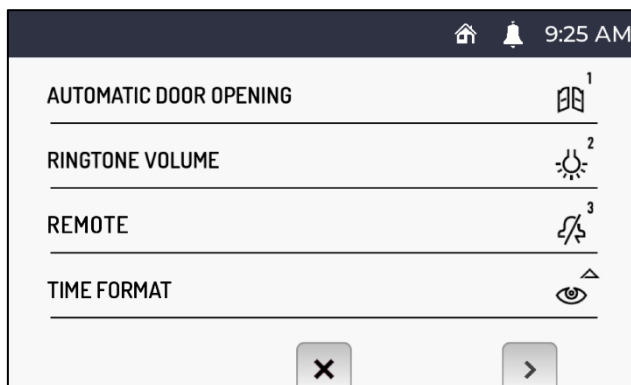 9:25 AM
AUTOMATIC DOOR OPENING 1
RINGTONE VOLUME 2
REMOTE 3
TIME FORMAT